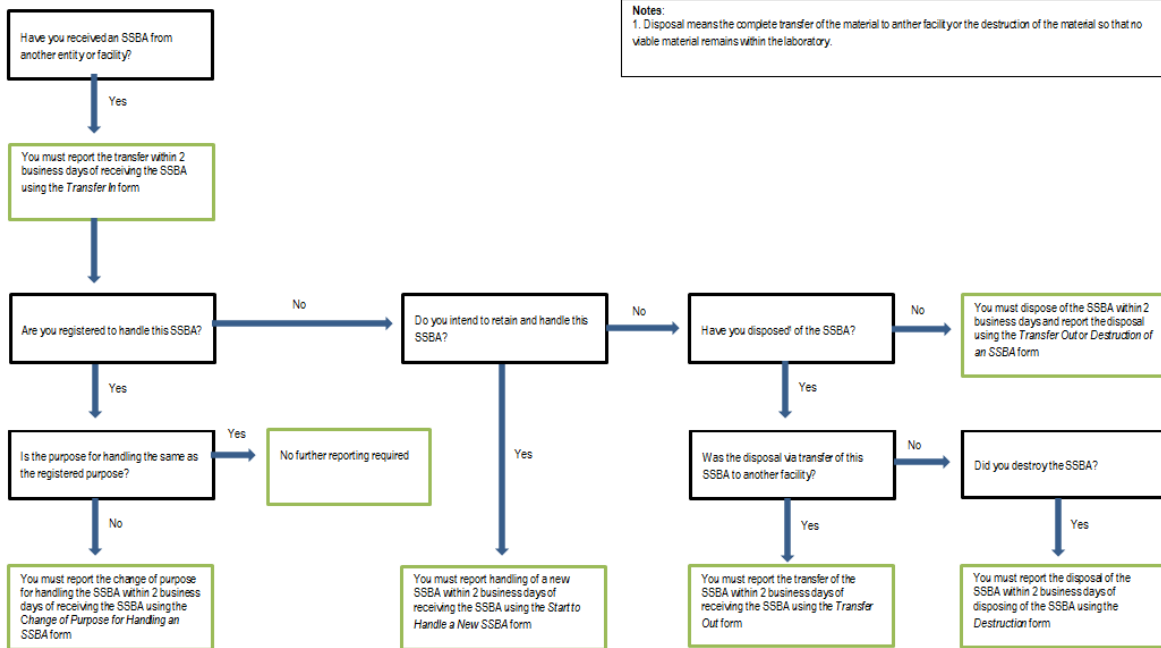 Notes:
1. Disposal means the complete transfer of the material to anther facility or the destruction of the material so that no
viable material remains within the laboratory.
Have you received an SSBA from
another entity or facility?
Yes
You must report the transfer within 2
business days of receiving the SSBA
using the Transfer In form
Are you registered to handle this SSBA?
No
Do you intend to retain and handle this
SSBA?
No
Have you disposed¹ of the SSBA?
No
You must dispose of the SSBA within 2
business days and report the disposal
using the Transfer Out or Destruction of
an SSBA form
Yes
Yes
Yes
Is the purpose for handling the same as
the registered purpose?
Yes
No further reporting required
Was the disposal via transfer of this
SSBA to another facility?
No
Did you destroy the SSBA?
No
Yes
Yes
You must report the change of purpose
for handling the SSBA within 2 business
days of receiving the SSBA using the
Change of Purpose for Handling an
SSBA form
You must report handling of a new
SSBA within 2 business days of
receiving the SSBA using the Start to
Handle a New SSBA form
You must report the transfer of the
SSBA within 2 business days of
receiving the SSBA using the Transfer
Out form
You must report the disposal of the
SSBA within 2 business days of
disposing of the SSBA using the
Destruction form